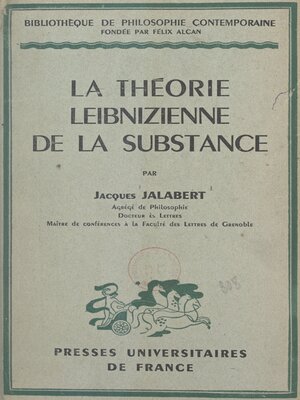 BIBLIOTHÈQUE DE PHILOSOPHIE CONTEMPORAINE
FONDÉE PAR FÉLIX ALCAN
LA THÉORIE
LEIBNIZIENNE
DE LA SUBSTANCE
PAR
JACQUES JALABERT
Agrégé de Philosophie
Docteur ès Lettres
Maître de conférences à la Faculté des Lettres de Grenoble
PRESSES UNIVERSITAIRES
DE FRANCE